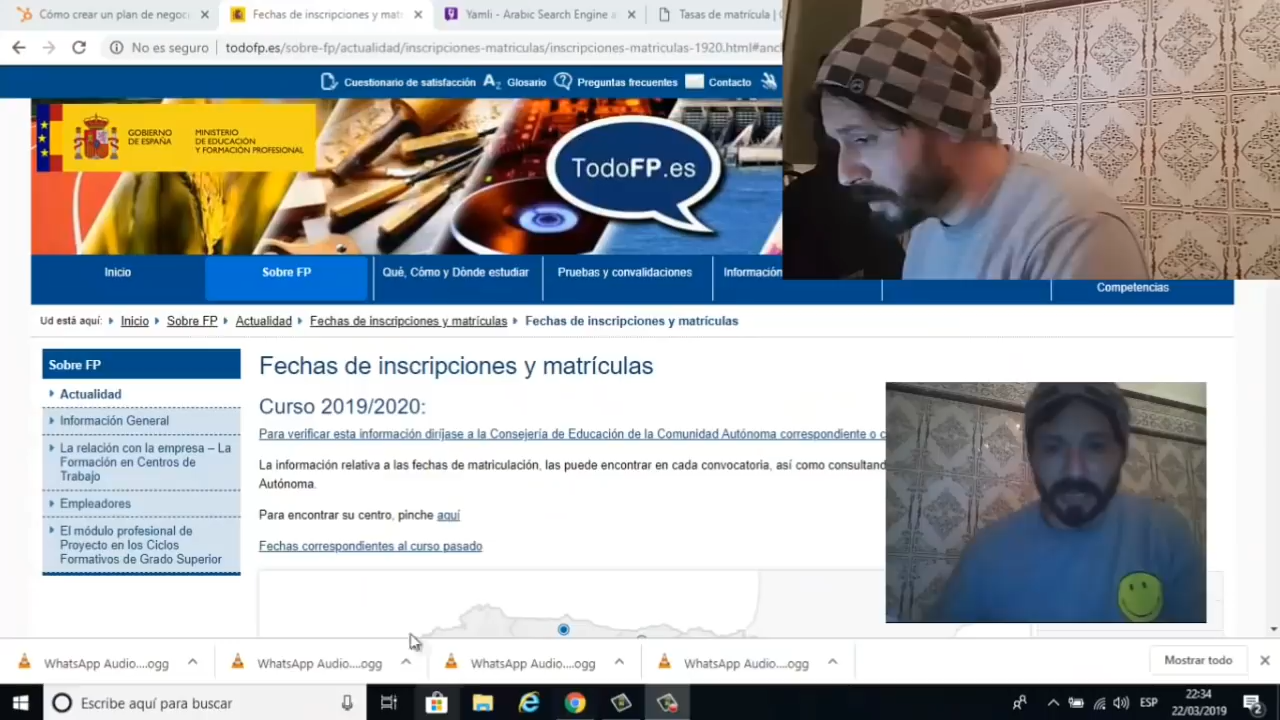 Cómo crear un plan de negoci
Fechas de inscripciones y matr
Yamli - Arabic Search Engine a
Tasas de matrícula |
No es seguro
todofp.es/sobre-fp/actualidad/inscripciones-matriculas/inscripciones-matriculas-1920.html#ancl
Cuestionario de satisfacción
Glosario
Preguntas frecuentes
Contacto
GOBIERNO
DE ESPAÑA
MINISTERIO
DE EDUCACIÓN
Y FORMACIÓN PROFESIONAL
TodoFP.es
Inicio
Sobre FP
Qué, Cómo y Dónde estudiar
Pruebas y convalidaciones
Información
Competencias
Ud está aquí: Inicio Sobre FP Actualidad Fechas de inscripciones y matrículas Fechas de inscripciones y matrículas
Sobre FP
Actualidad
Información General
La relación con la empresa – La
Formación en Centros de
Trabajo
Empleadores
El módulo profesional de
Proyecto en los Ciclos
Formativos de Grado Superior
Fechas de inscripciones y matrículas
Curso 2019/2020:
Para verificar esta información diríjase a la Consejería de Educación de la Comunidad Autónoma correspondiente o c
La información relativa a las fechas de matriculación, las puede encontrar en cada convocatoria, así como consultand
Autónoma.
Para encontrar su centro, pinche aquí
Fechas correspondientes al curso pasado
WhatsApp Audio....ogg
WhatsApp Audio....ogg
WhatsApp Audio....ogg
WhatsApp Audio....ogg
Mostrar todo
Escribe aquí para buscar
ESP
22:34
22/03/2019
2